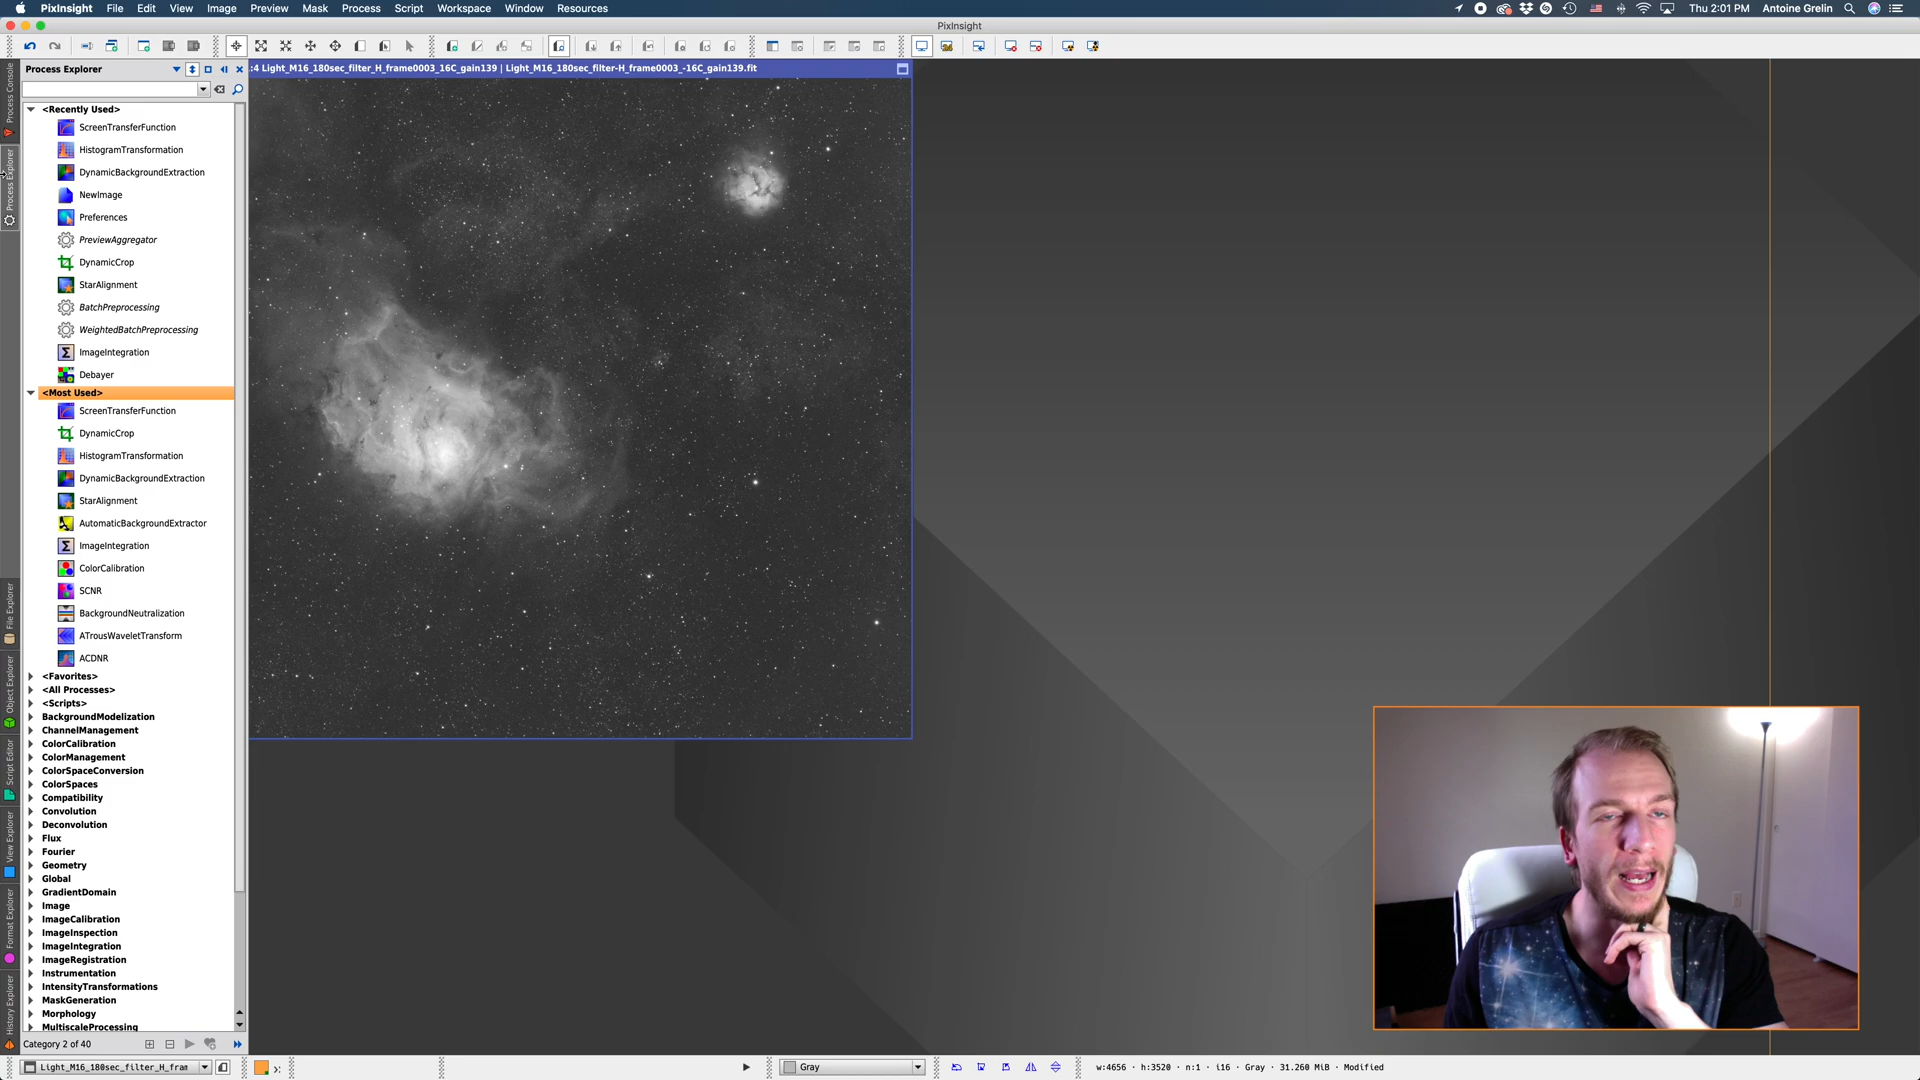 PixInsight File Edit View Image Preview Mask Process Script Workspace Window Resources Thu 2:01 PM Antoine Grelin
PixInsight
Process Explorer
:4 Light_M16_180sec_filter_H_frame0003_16C_gain139 | Light_M16_180sec_filter-H_frame0003_-16C_gain139.fit
Process Console
Process Explorer
File Explorer
Object Explorer
Script Editor
View Explorer
Format Explorer
History Explorer
<Recently Used>
ScreenTransferFunction
HistogramTransformation
DynamicBackgroundExtraction
NewImage
Preferences
PreviewAggregator
DynamicCrop
StarAlignment
BatchPreprocessing
WeightedBatchPreprocessing
ImageIntegration
Debayer
<Most Used>
ScreenTransferFunction
DynamicCrop
HistogramTransformation
DynamicBackgroundExtraction
StarAlignment
AutomaticBackgroundExtractor
ImageIntegration
ColorCalibration
SCNR
BackgroundNeutralization
ATrousWaveletTransform
ACDNR
<Favorites>
<All Processes>
<Scripts>
BackgroundModelization
ChannelManagement
ColorCalibration
ColorManagement
ColorSpaceConversion
ColorSpaces
Compatibility
Convolution
Deconvolution
Flux
Fourier
Geometry
Global
GradientDomain
Image
ImageCalibration
ImageInspection
ImageIntegration
ImageRegistration
Instrumentation
IntensityTransformations
MaskGeneration
Morphology
MultiscaleProcessing
Category 2 of 40
Light_M16_180sec_filter_H_fram
Gray
w:4656 · h:3520 · n:1 · i16 · Gray · 31.260 MiB · Modified